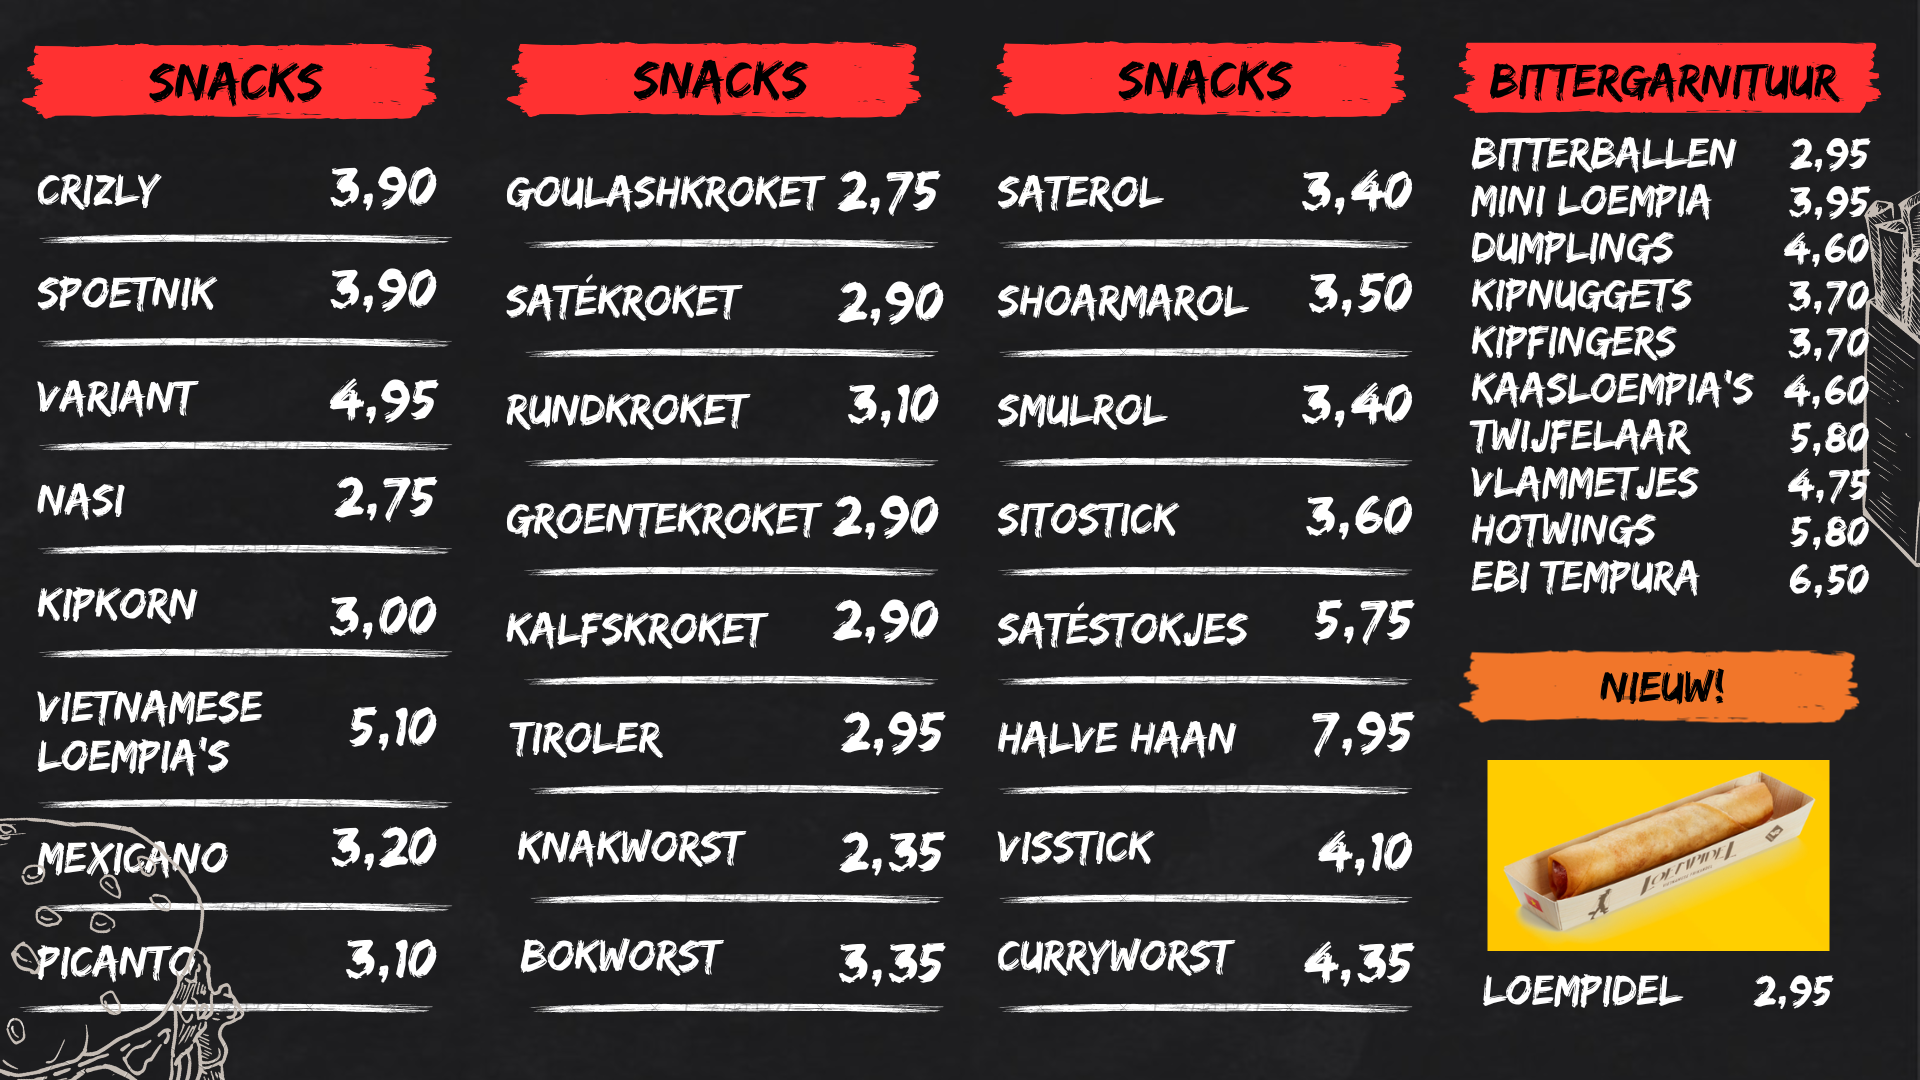 SNACKS
CRIZLY 3,90
SPOETNIK 3,90
VARIANT 4,95
NASI 2,75
KIPKORN 3,00
VIETNAMESE
LOEMPIA'S 5,10
MEXICANO 3,20
PICANTO 3,10
SNACKS
GOULASHKROKET 2,75
SATÉKROKET 2,90
RUNDKROKET 3,10
GROENTEKROKET 2,90
KALFSKROKET 2,90
TIROLER 2,95
KNAKWORST 2,35
BOKWORST 3,35
SNACKS
SATEROL 3,40
SHOARMAROL 3,50
SMULROL 3,40
SITOSTICK 3,60
SATÉSTOKJES 5,75
HALVE HAAN 7,95
VISSTICK 4,10
CURRYWORST 4,35
BITTERGARNITUUR
BITTERBALLEN 2,95
MINI LOEMPIA 3,95
DUMPLINGS 4,60
KIPNUGGETS 3,70
KIPFINGERS 3,70
KAASLOEMPIA'S 4,60
TWIJFELAAR 5,80
VLAMMETJES 4,75
HOTWINGS 5,80
EBI TEMPURA 6,50
NIEUW!
LOEMPIDEL
LOEMPIDEL 2,95